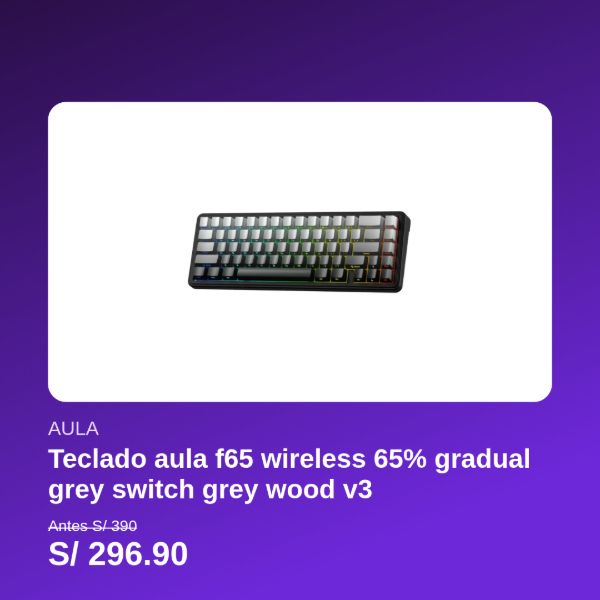 AULA
Teclado aula f65 wireless 65% gradual
grey switch grey wood v3
Antes S/ 390
S/ 296.90